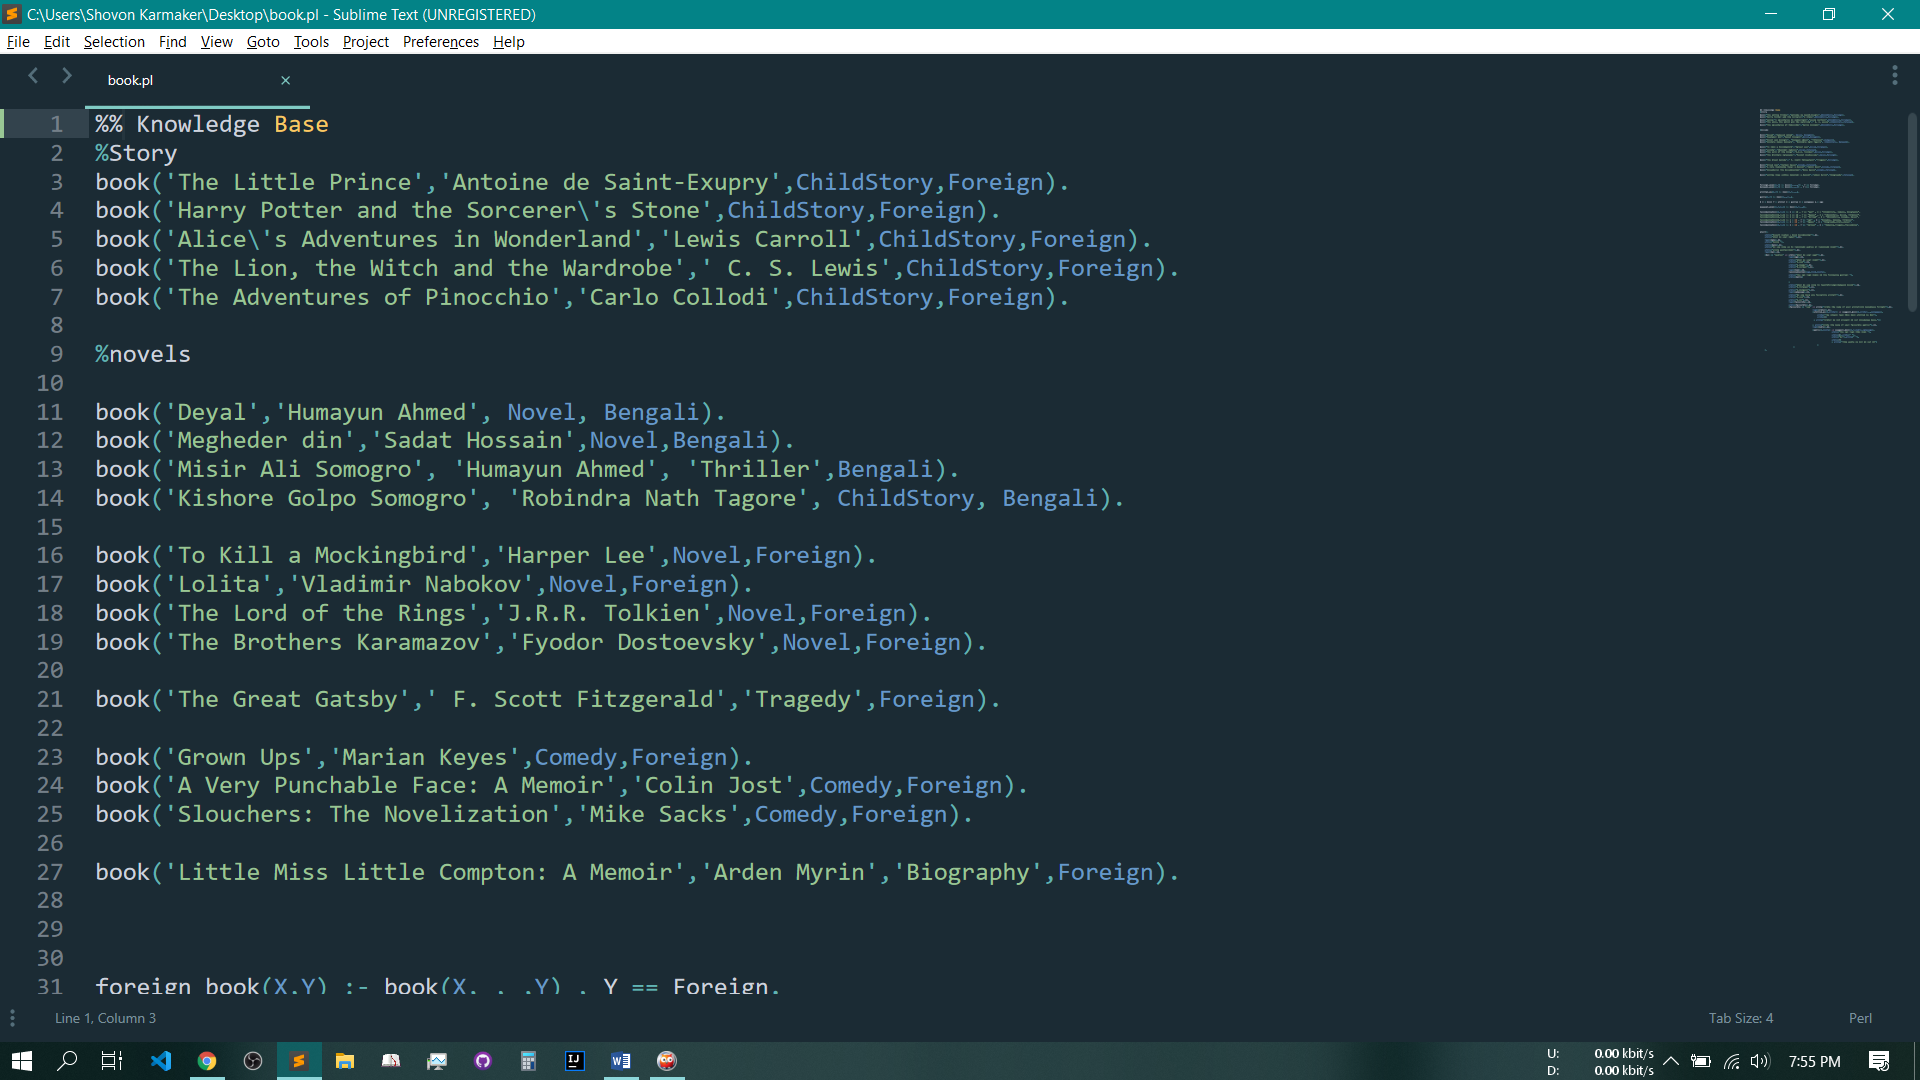 C:\Users\Shovon Karmaker\Desktop\book.pl - Sublime Text (UNREGISTERED)
File Edit Selection Find View Goto Tools Project Preferences Help
book.pl
1 %% Knowledge Base
2 %Story
3 book('The Little Prince','Antoine de Saint-Exupry',ChildStory,Foreign).
4 book('Harry Potter and the Sorcerer\'s Stone',ChildStory,Foreign).
5 book('Alice\'s Adventures in Wonderland','Lewis Carroll',ChildStory,Foreign).
6 book('The Lion, the Witch and the Wardrobe',' C. S. Lewis',ChildStory,Foreign).
7 book('The Adventures of Pinocchio','Carlo Collodi',ChildStory,Foreign).
8
9 %novels
10
11 book('Deyal','Humayun Ahmed', Novel, Bengali).
12 book('Megheder din','Sadat Hossain',Novel,Bengali).
13 book('Misir Ali Somogro', 'Humayun Ahmed', 'Thriller',Bengali).
14 book('Kishore Golpo Somogro', 'Robindra Nath Tagore', ChildStory, Bengali).
15
16 book('To Kill a Mockingbird','Harper Lee',Novel,Foreign).
17 book('Lolita','Vladimir Nabokov',Novel,Foreign).
18 book('The Lord of the Rings','J.R.R. Tolkien',Novel,Foreign).
19 book('The Brothers Karamazov','Fyodor Dostoevsky',Novel,Foreign).
20
21 book('The Great Gatsby',' F. Scott Fitzgerald','Tragedy',Foreign).
22
23 book('Grown Ups','Marian Keyes',Comedy,Foreign).
24 book('A Very Punchable Face: A Memoir','Colin Jost',Comedy,Foreign).
25 book('Slouchers: The Novelization','Mike Sacks',Comedy,Foreign).
26
27 book('Little Miss Little Compton: A Memoir','Arden Myrin','Biography',Foreign).
28
29
30
31 foreign_book(X,Y) :- book(X,_,_,Y) , Y == Foreign.
Line 1, Column 3
Tab Size: 4
Perl
U: 0.00 kbit/s
D: 0.00 kbit/s
7:55 PM